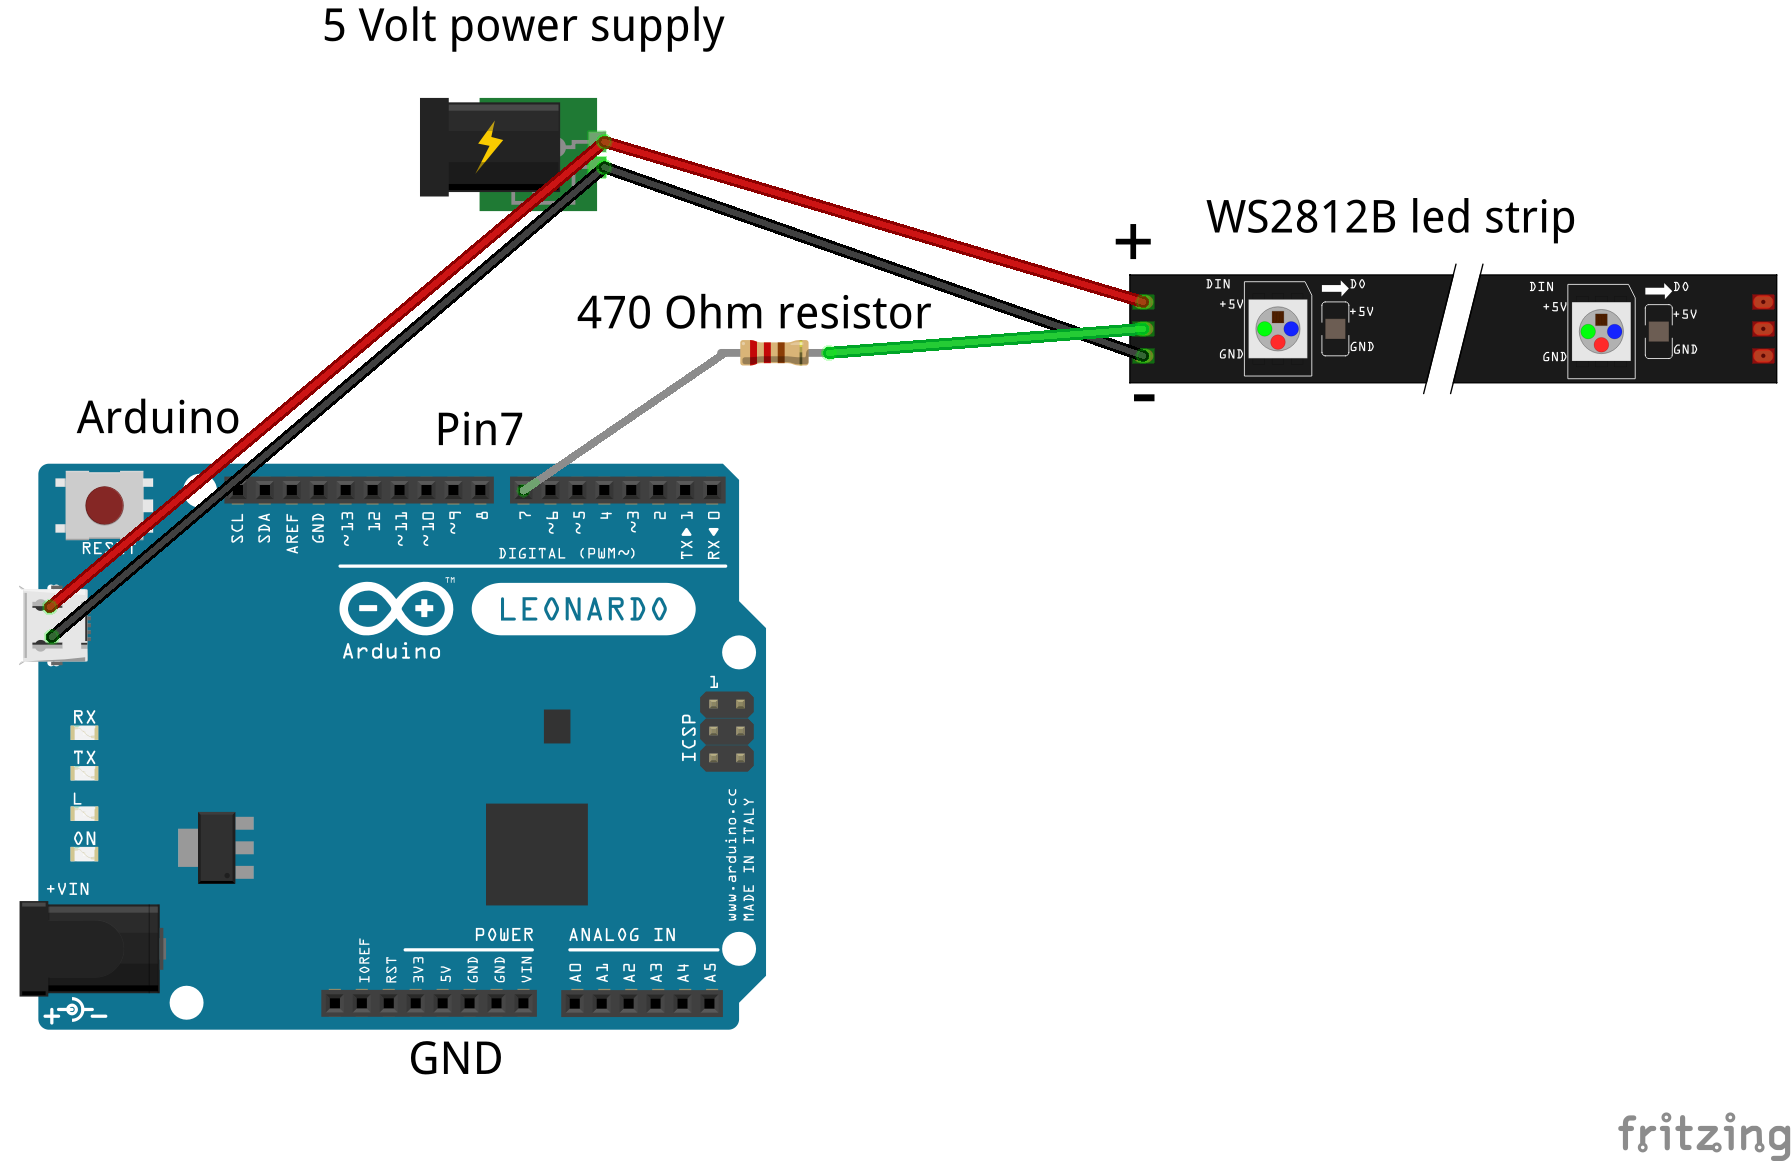 5 Volt power supply
WS2812B led strip
+
DIN
+5V
GND
DO
+5V
GND
DIN
+5V
GND
DO
+5V
GND
-
470 Ohm resistor
Arduino
Pin7
SCL
SDA
AREF
GND
~13
12
~11
~10
~9
8
7
~6
~5
4
~3
2
TX▶1
RX◀0
DIGITAL (PWM~)
TM
LEONARDO
Arduino
1
ICSP
RX
TX
L
ON
+VIN
www.arduino.cc
MADE IN ITALY
POWER
ANALOG IN
IOREF
RST
3V3
5V
GND
GND
VIN
A0
A1
A2
A3
A4
A5
+ -
GND
fritzing